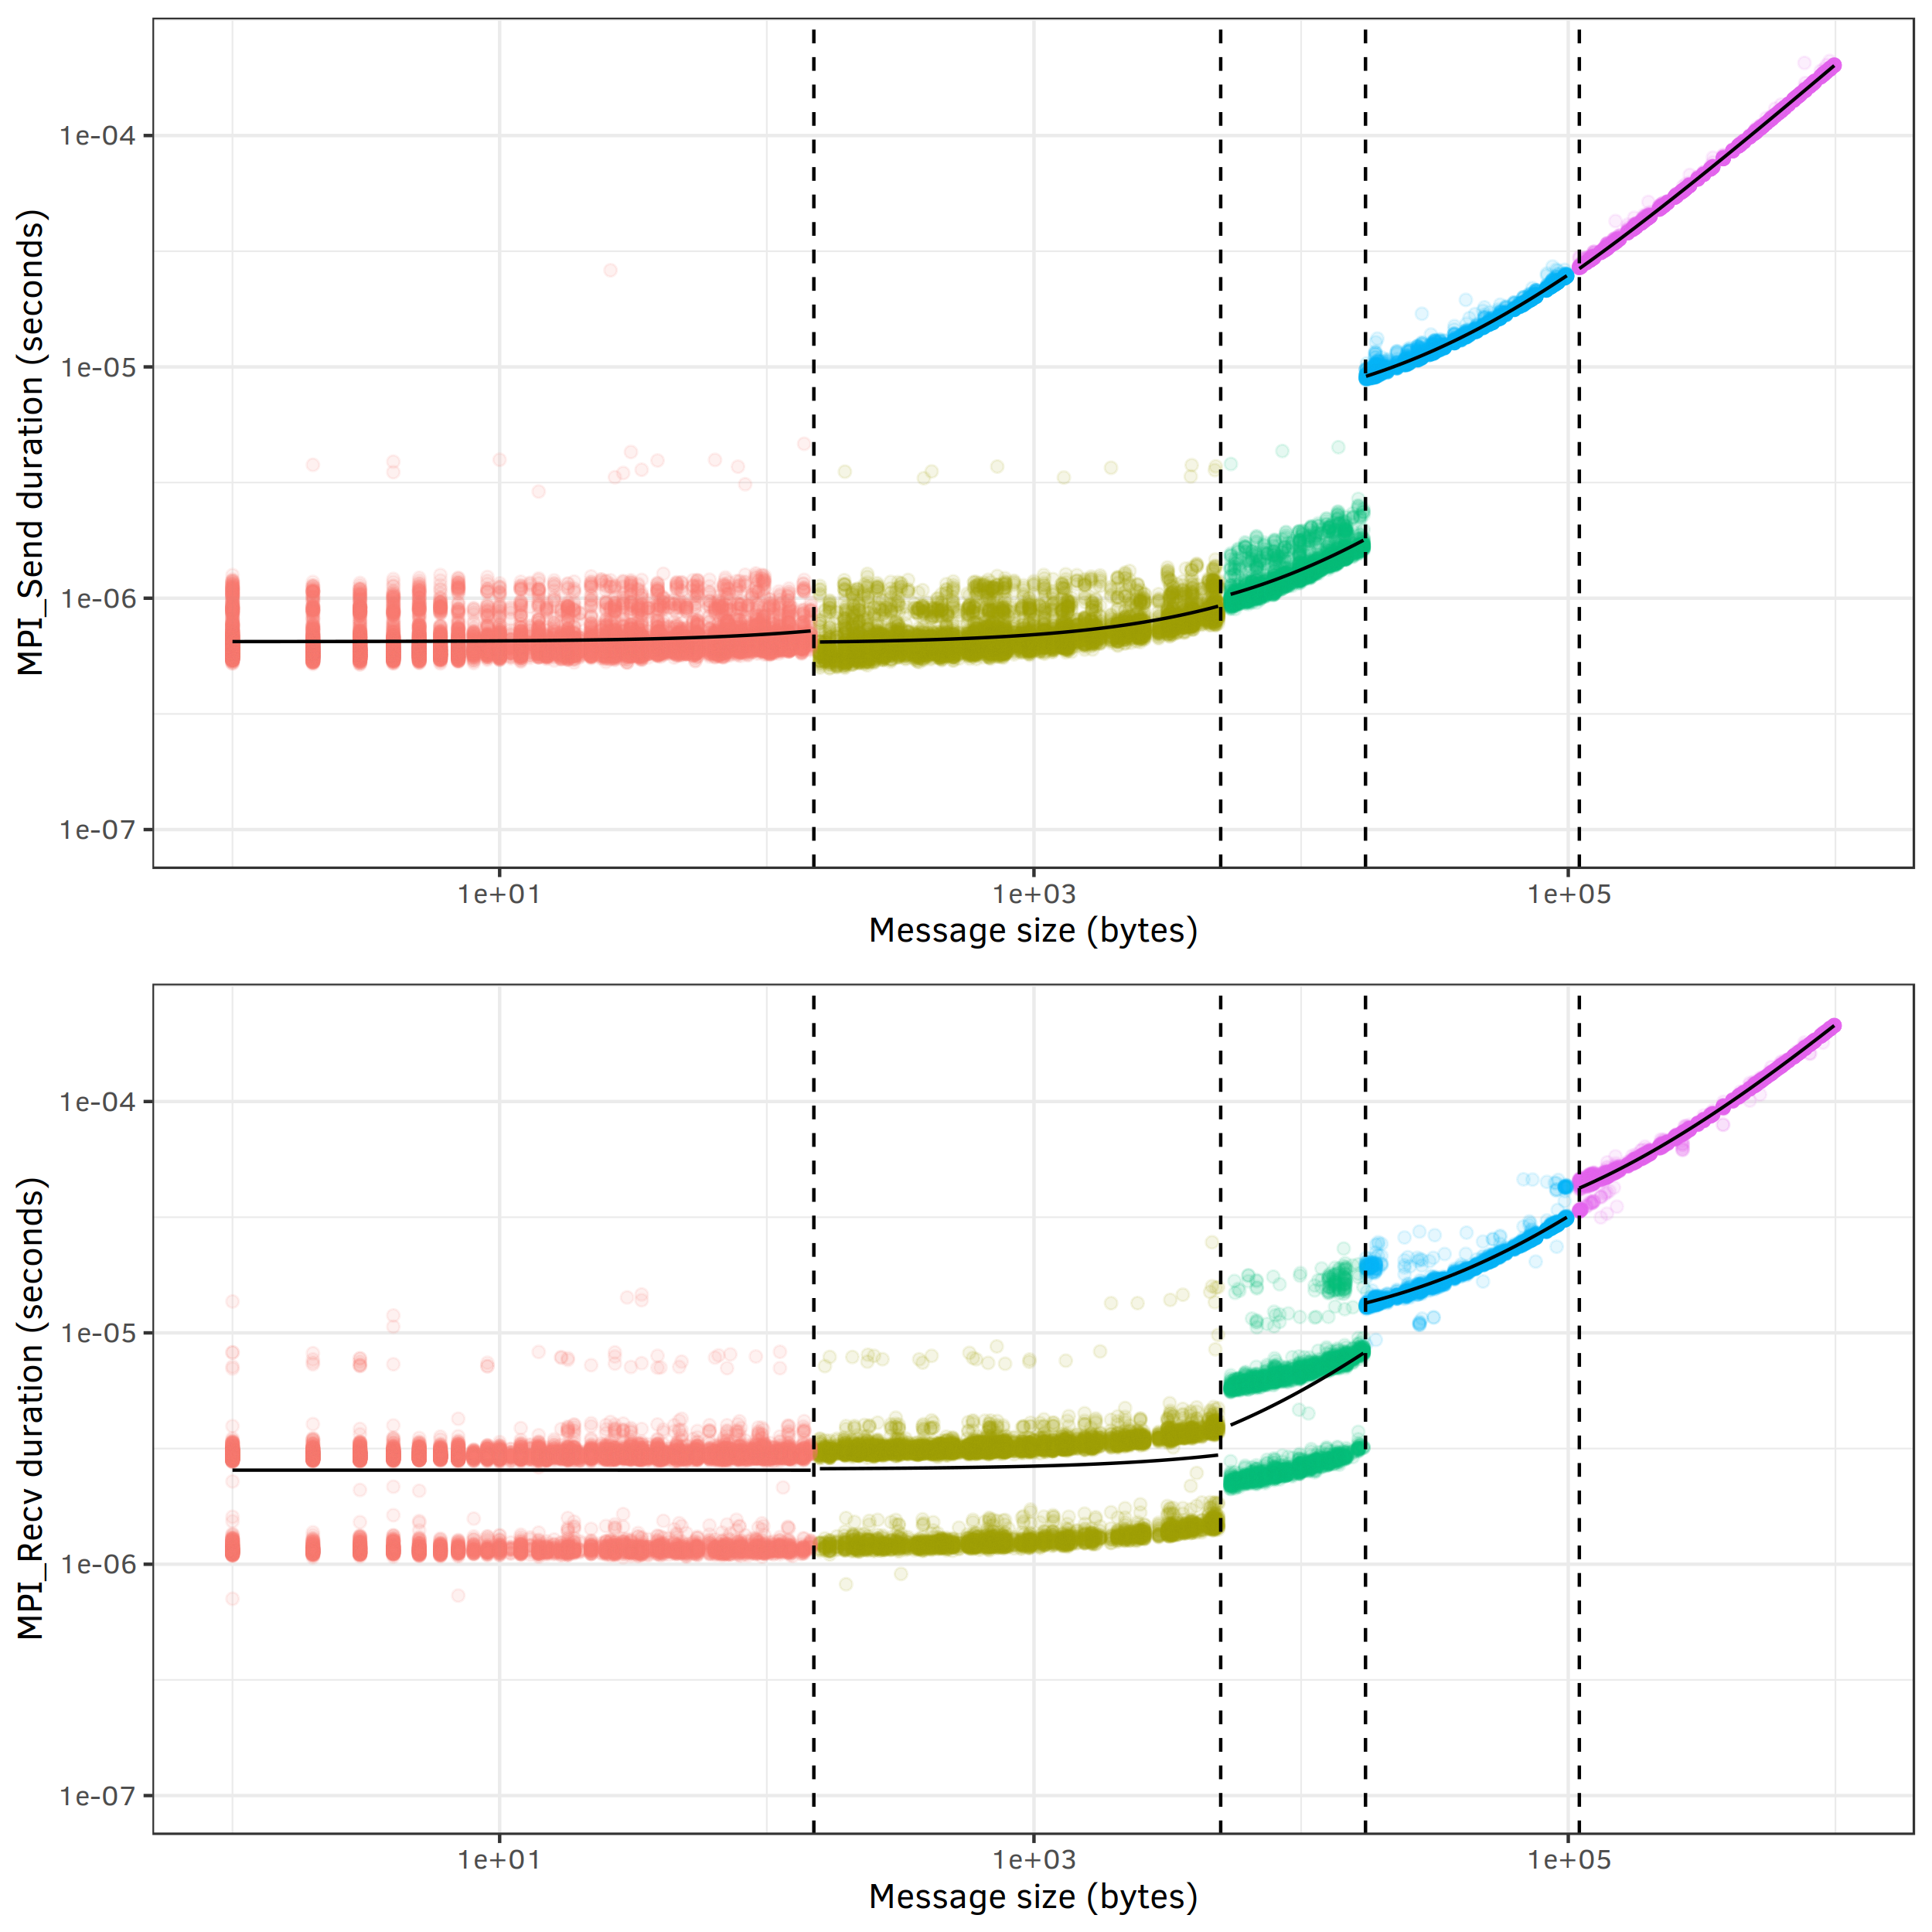 MPI_Send duration (seconds)
1e-04
1e-05
1e-06
1e-07
1e+01 1e+03 1e+05
Message size (bytes)
MPI_Recv duration (seconds)
1e-04
1e-05
1e-06
1e-07
1e+01 1e+03 1e+05
Message size (bytes)